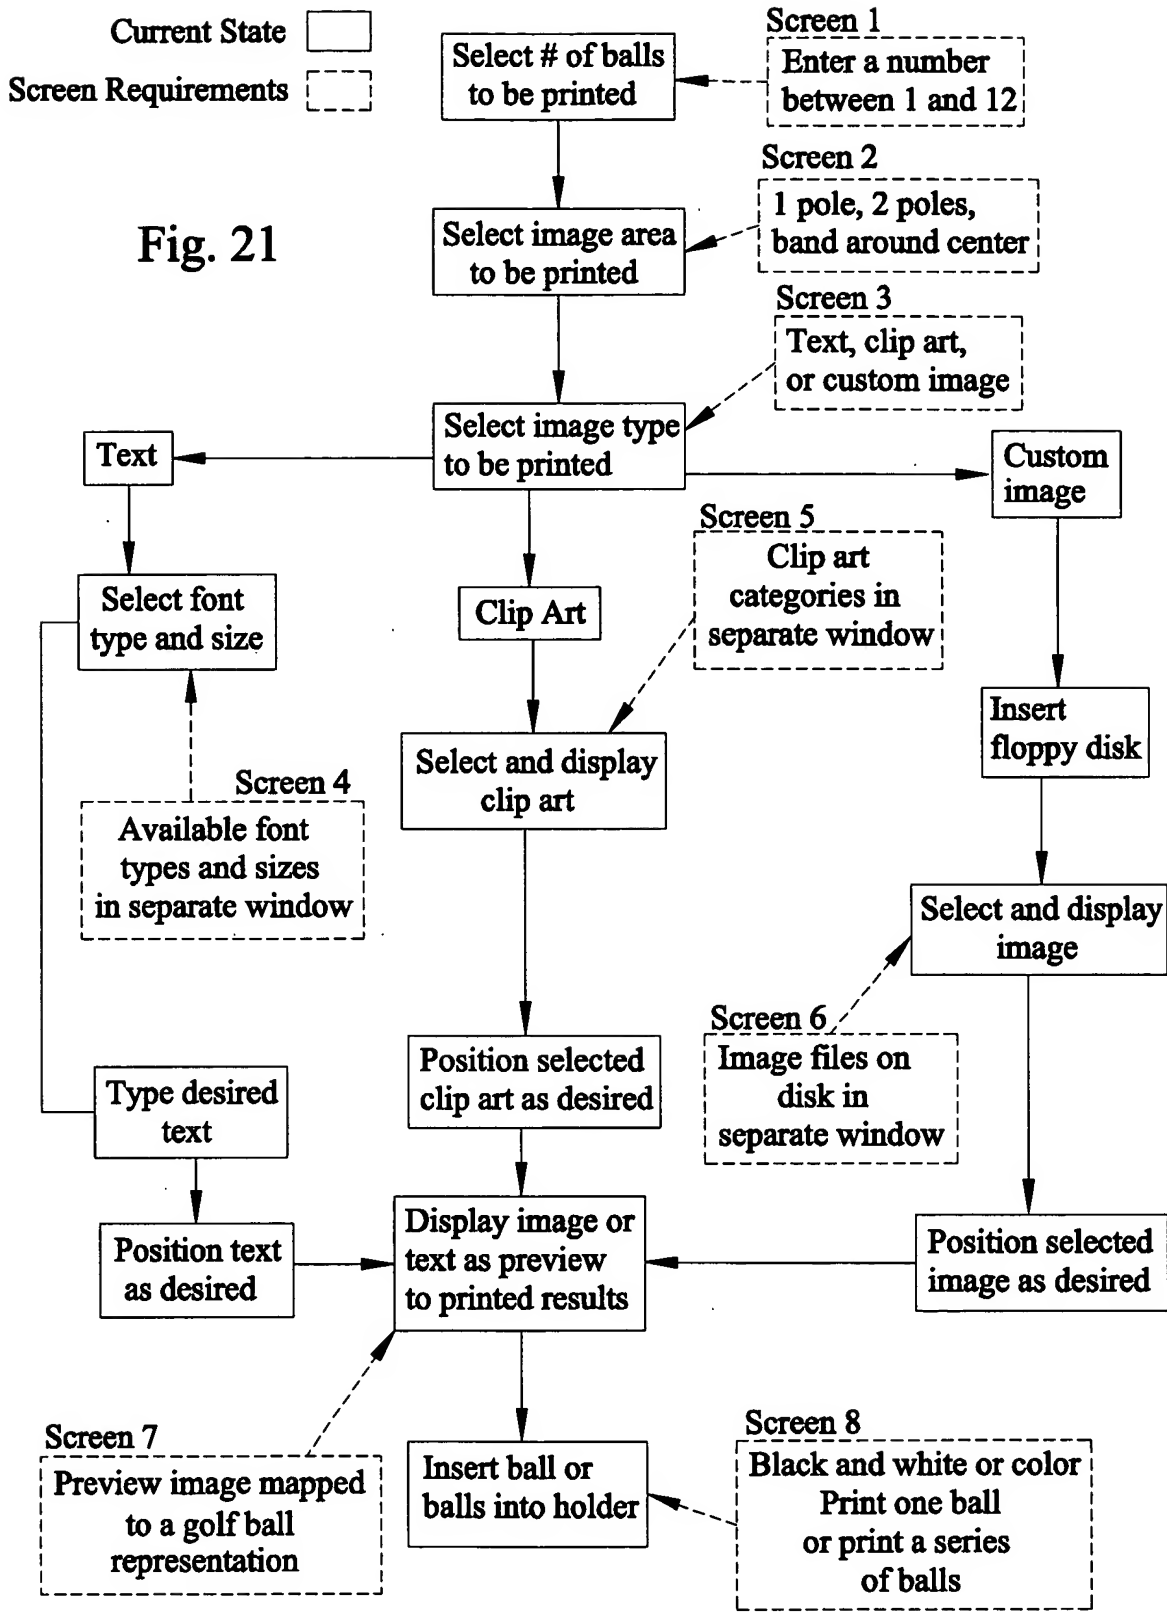 Current State
Screen Requirements
Select # of balls
to be printed
Screen 1
Enter a number
between 1 and 12
Screen 2
1 pole, 2 poles,
band around center
Fig. 21
Select image area
to be printed
Screen 3
Text, clip art,
or custom image
Select image type
to be printed
Text
Custom
image
Screen 5
Clip art
categories in
separate window
Select font
type and size
Clip Art
Insert
floppy disk
Select and display
clip art
Screen 4
Available font
types and sizes
in separate window
Select and display
image
Screen 6
Image files on
disk in
separate window
Position selected
clip art as desired
Type desired
text
Position text
as desired
Display image or
text as preview
to printed results
Position selected
image as desired
Screen 7
Preview image mapped
to a golf ball
representation
Insert ball or
balls into holder
Screen 8
Black and white or color
Print one ball
or print a series
of balls